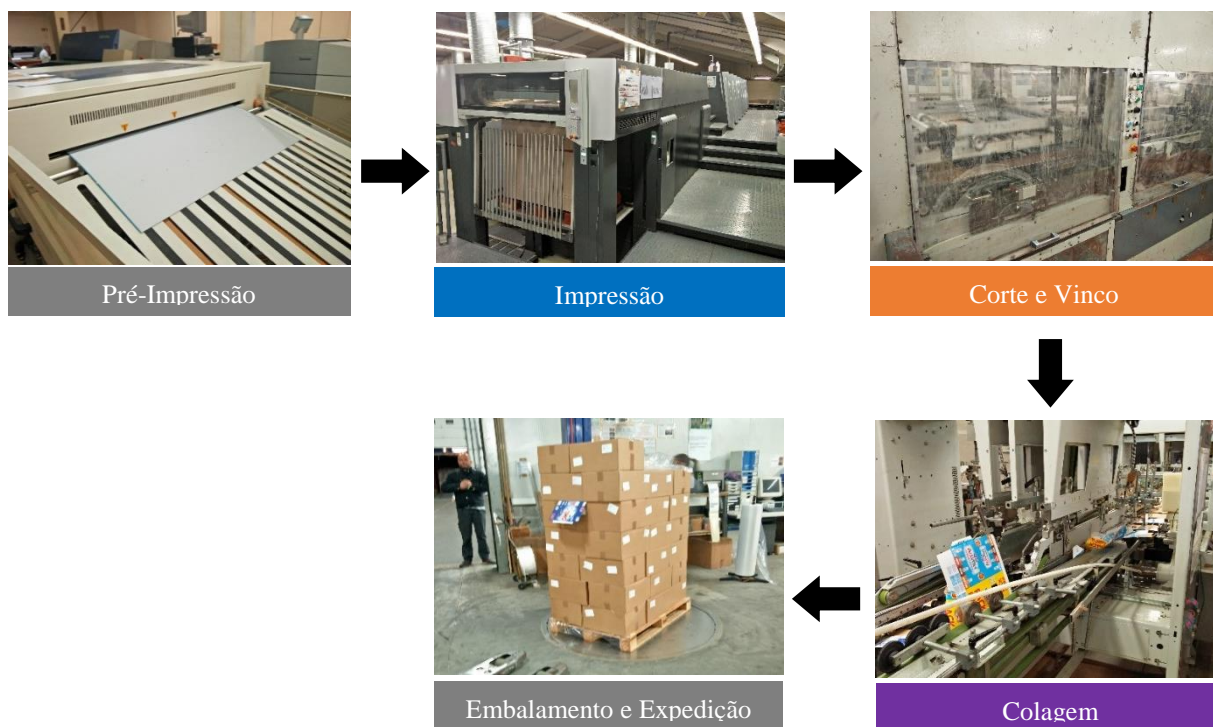 Pré-Impressão
Impressão
Corte e Vinco
Colagem
Embalamento e Expedição